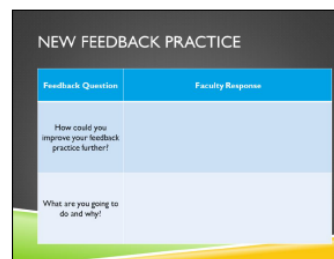 NEW FEEDBACK PRACTICE
Feedback Question
Faculty Response
How could you
improve your feedback
practice further?
What are you going to
do and why?